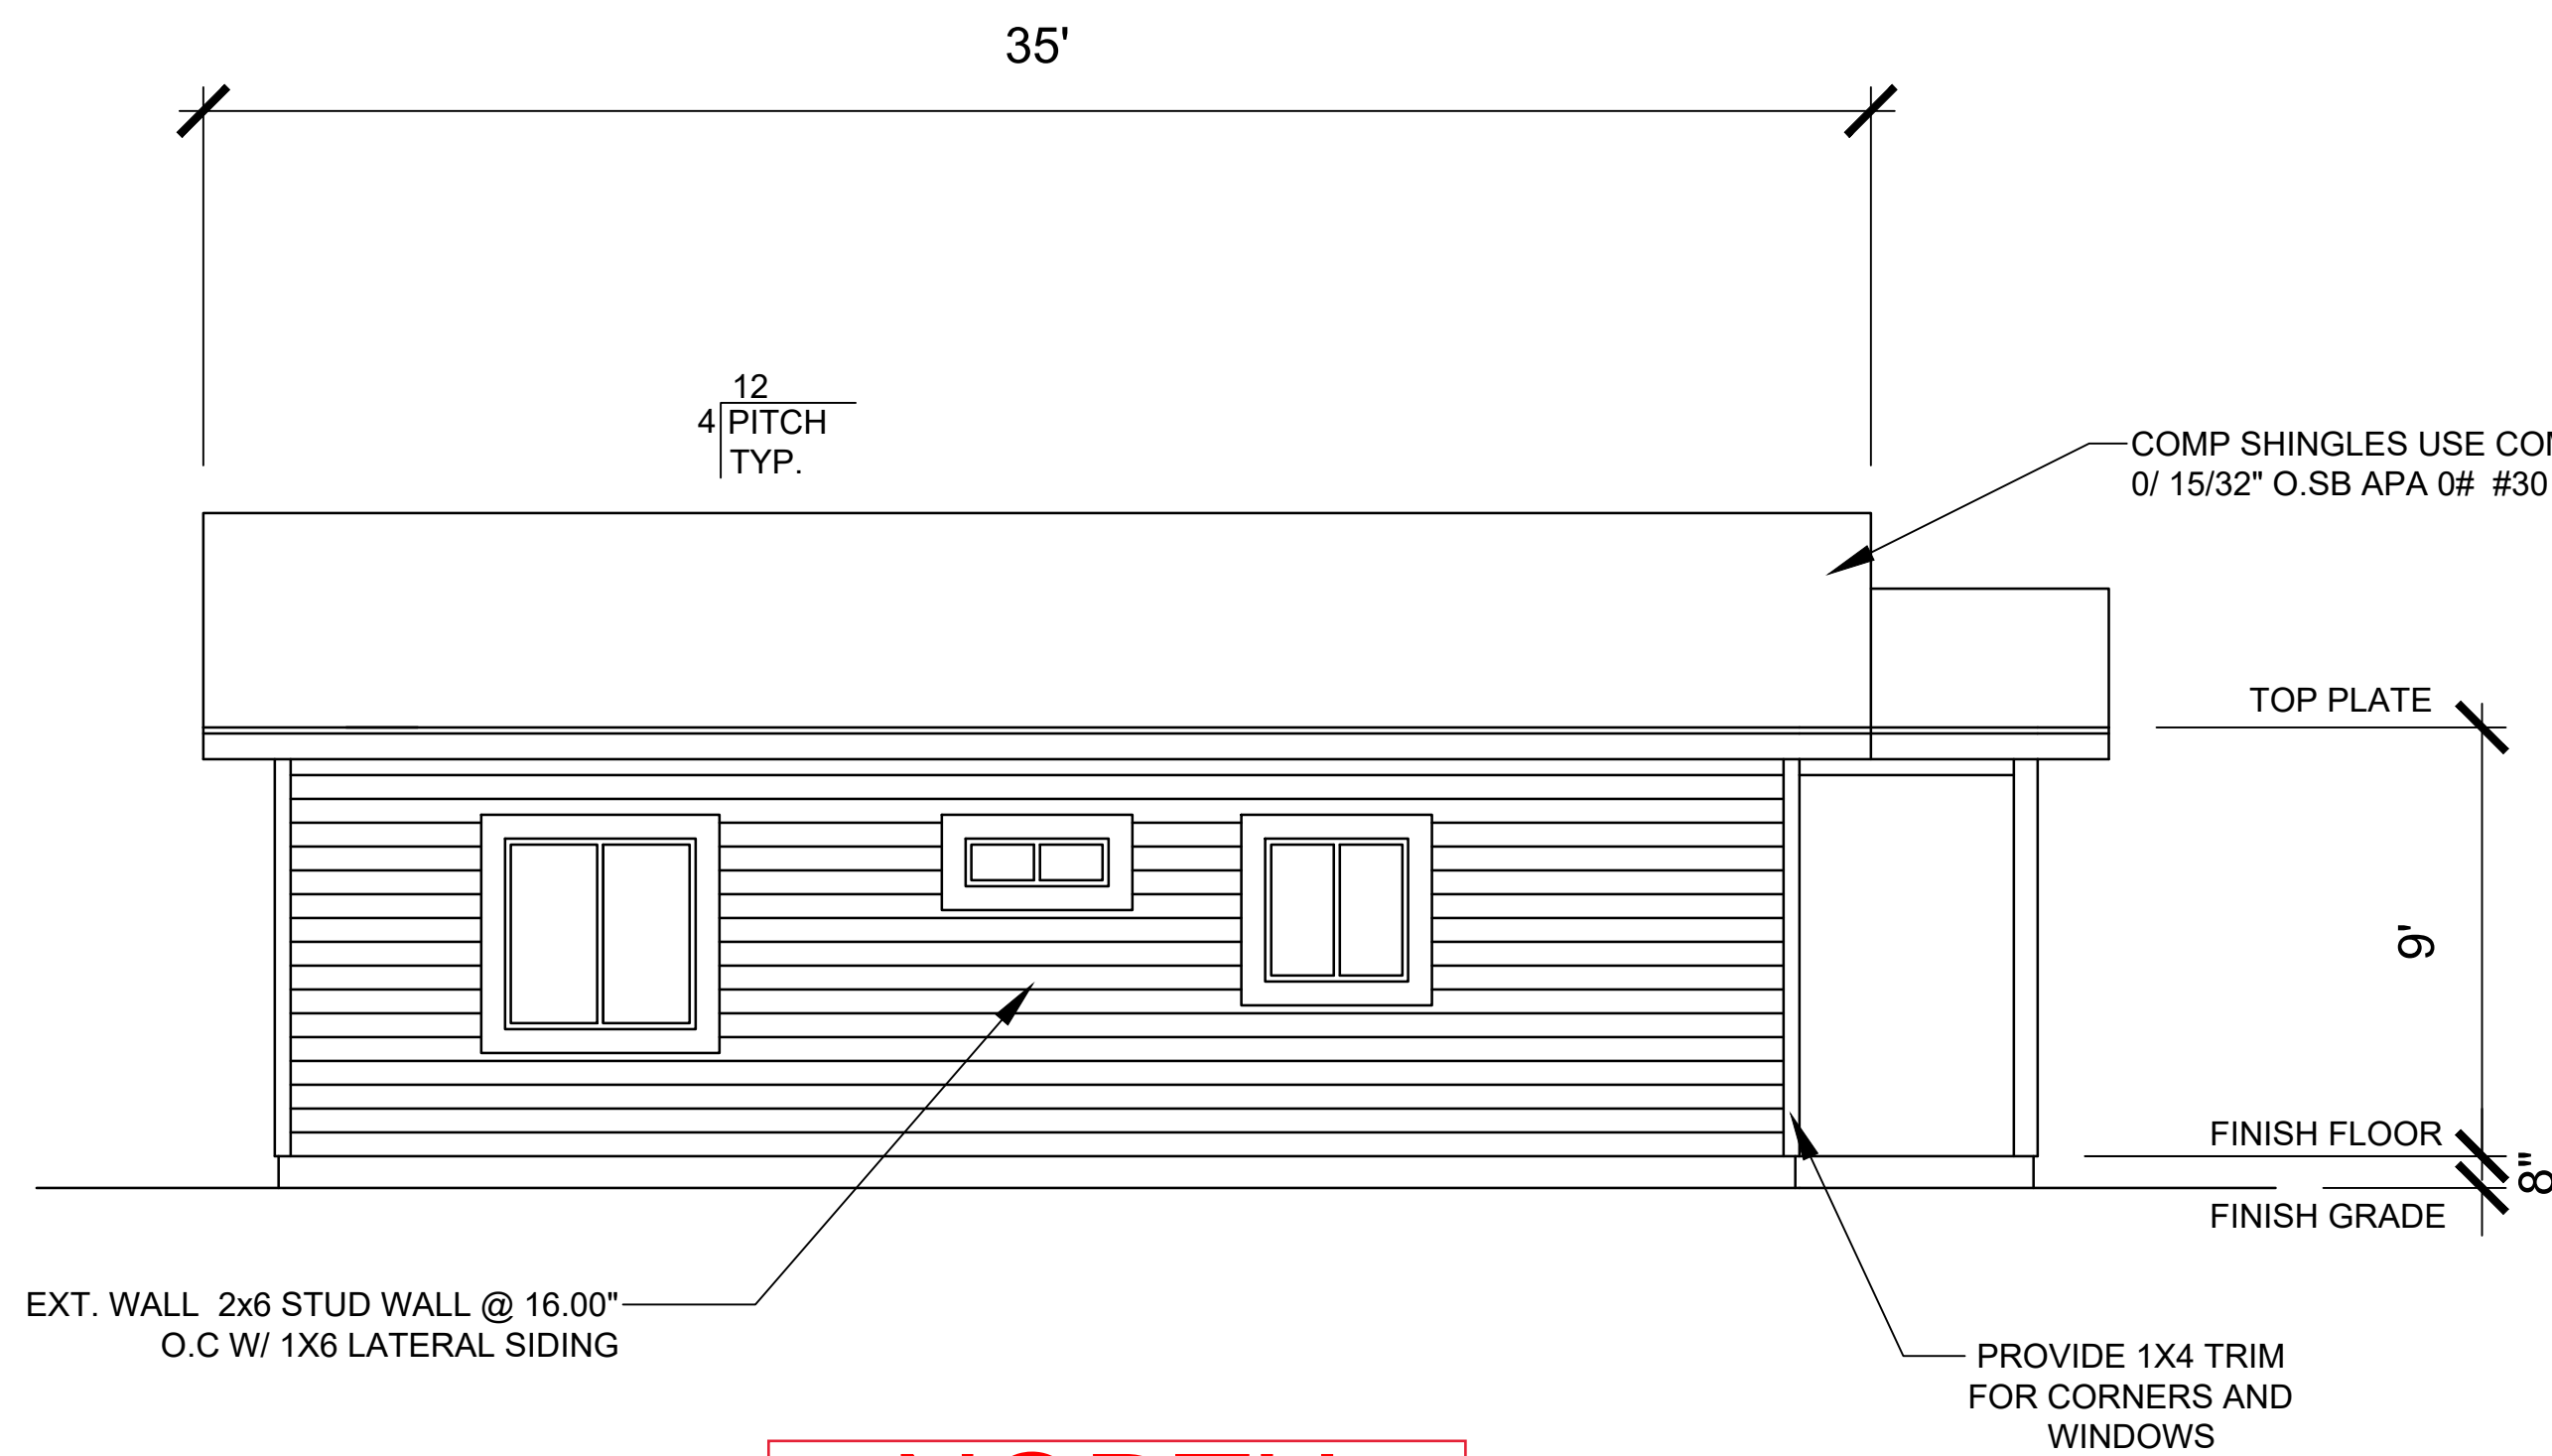 35'
12
4 PITCH
TYP.
COMP SHINGLES USE
0/ 15/32" O.SB APA 0# #30
TOP PLATE
9'
FINISH FLOOR
8"
FINISH GRADE
EXT. WALL 2x6 STUD WALL @ 16.00"
O.C W/ 1X6 LATERAL SIDING
PROVIDE 1X4 TRIM
FOR CORNERS AND
WINDOWS